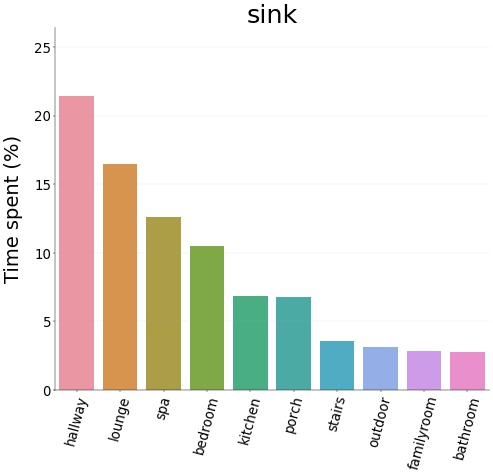 sink
Time spent (%)
25
20
15
10
5
0
hallway
lounge
spa
bedroom
kitchen
porch
stairs
outdoor
familyroom
bathroom